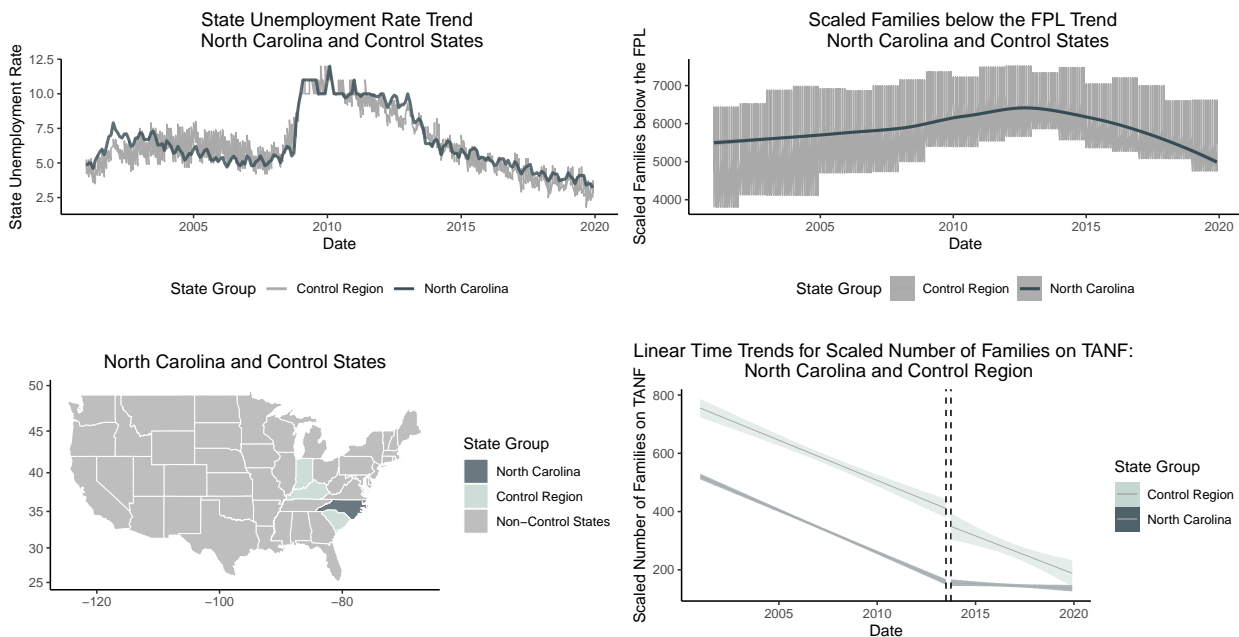 State Unemployment Rate Trend
North Carolina and Control States
State Unemployment Rate
12.5
10.0
7.5
5.0
2.5
2005
2010
2015
2020
Date
State Group
Control Region
North Carolina
Scaled Families below the FPL Trend
North Carolina and Control States
Scaled Families below the FPL
7000
6000
5000
4000
2005
2010
2015
2020
Date
State Group
Control Region
North Carolina
North Carolina and Control States
50
45
40
35
30
25
−120
−100
−80
State Group
North Carolina
Control Region
Non−Control States
Linear Time Trends for Scaled Number of Families on TANF:
North Carolina and Control Region
Scaled Number of Families on TANF
800
600
400
200
2005
2010
2015
2020
Date
State Group
Control Region
North Carolina